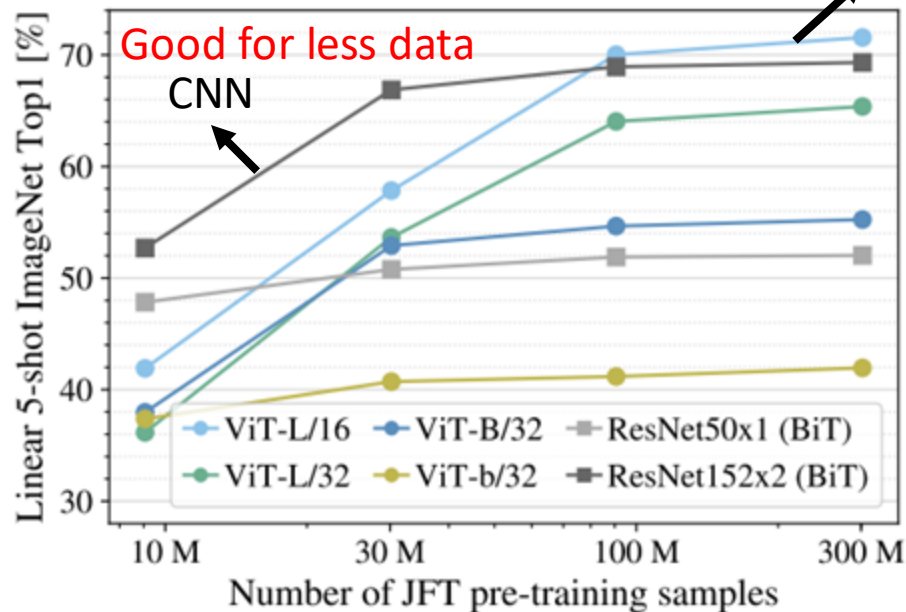 Good for less data
CNN
Linear 5-shot ImageNet Top1 [%]
70
60
50
40
30
ViT-L/16 ViT-B/32 ResNet50x1 (BiT)
ViT-L/32 ViT-b/32 ResNet152x2 (BiT)
10 M 30 M 100 M 300 M
Number of JFT pre-training samples